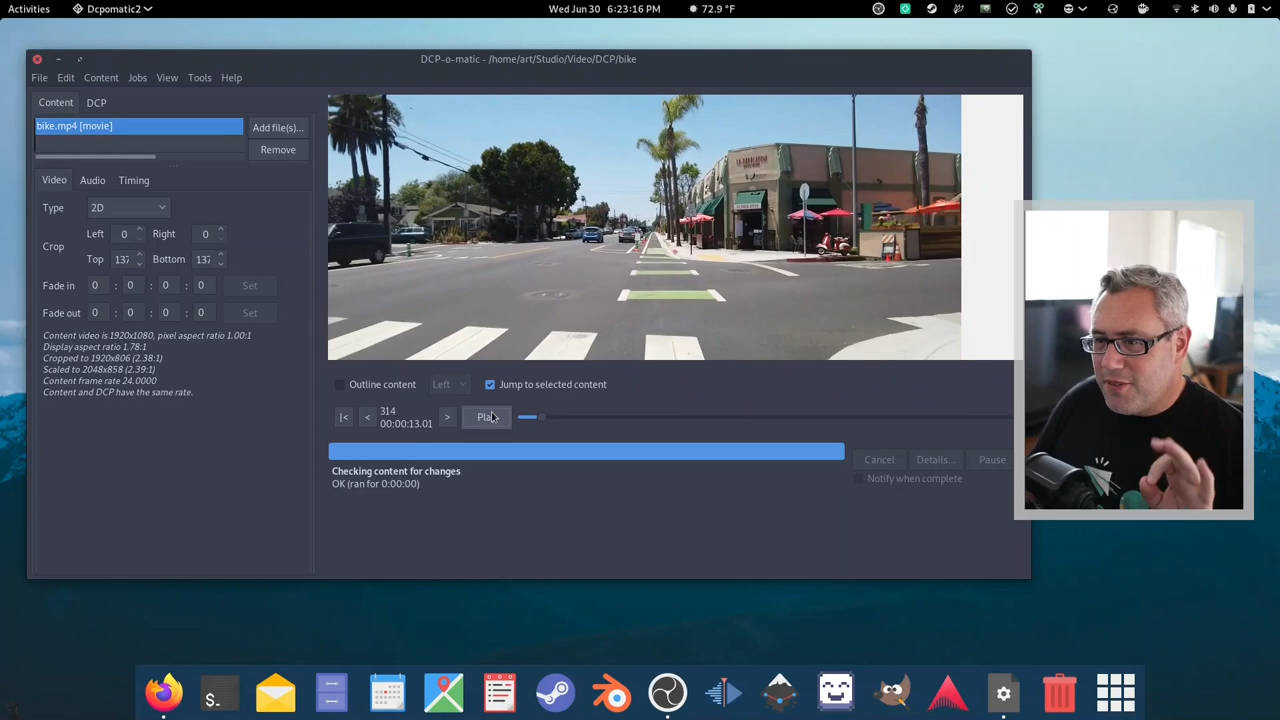 Activities
Dcpomatic2
Wed Jun 30 6:23:16 PM
72.9 °F
DCP-o-matic - /home/art/Studio/Video/DCP/bike
File Edit Content Jobs View Tools Help
Content DCP
bike.mp4 [movie]
Add file(s)...
Remove
Video Audio Timing
Type 2D
Crop
Left 0 Right 0
Top 137 Bottom 137
Fade in 0 : 0 : 0 : 0 Set
Fade out 0 : 0 : 0 : 0 Set
Content video is 1920x1080, pixel aspect ratio 1.00:1
Display aspect ratio 1.78:1
Cropped to 1920x806 (2.38:1)
Scaled to 2048x858 (2.39:1)
Content frame rate 24.0000
Content and DCP have the same rate.
Outline content Left Jump to selected content
|< < 314 > Play
00:00:13.01
Checking content for changes
OK (ran for 0:00:00)
Cancel Details... Pause
Notify when complete
$_